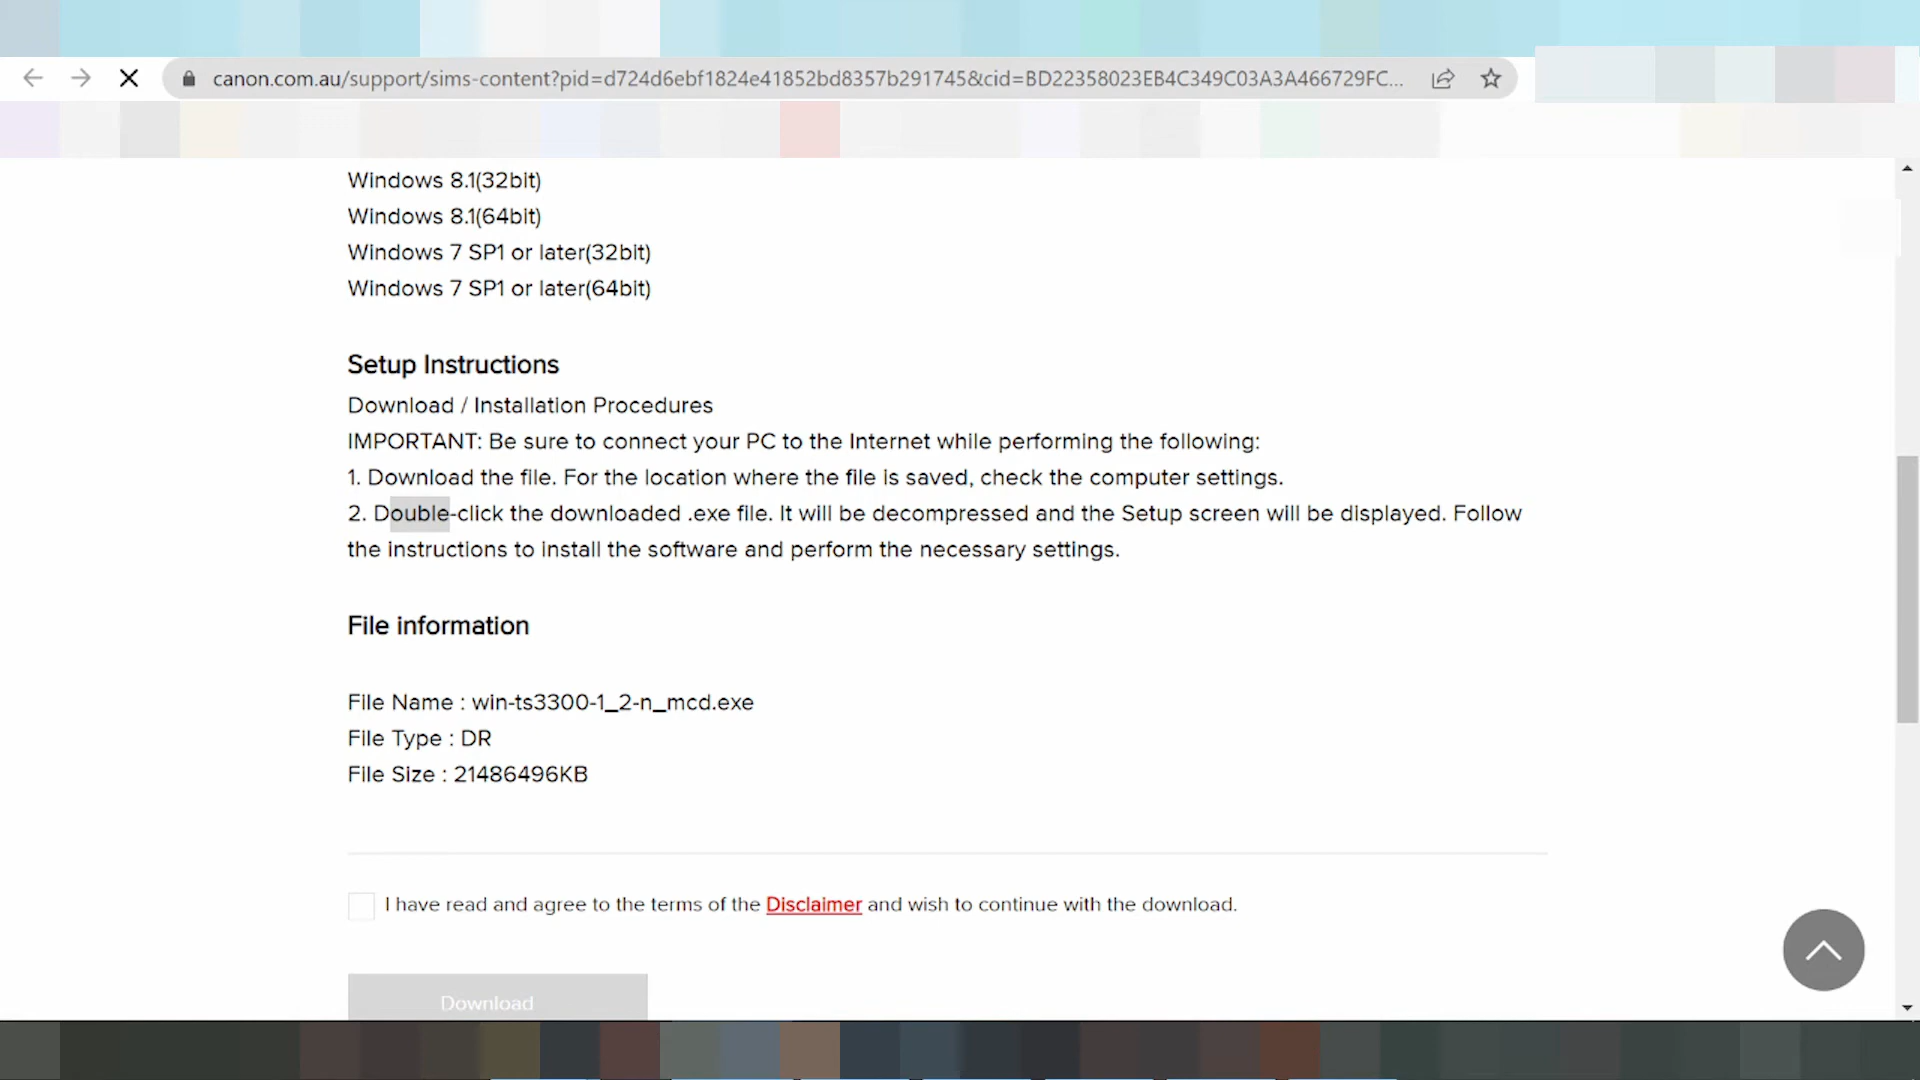 canon.com.au/support/sims-content?pid=d724d6ebf1824e41852bd8357b291745&cid=BD22358023EB4C349C03A3A466729FC...
Windows 8.1(32bit)
Windows 8.1(64bit)
Windows 7 SP1 or later(32bit)
Windows 7 SP1 or later(64bit)
Setup Instructions
Download / Installation Procedures
IMPORTANT: Be sure to connect your PC to the Internet while performing the following:
1. Download the file. For the location where the file is saved, check the computer settings.
2. Double-click the downloaded .exe file. It will be decompressed and the Setup screen will be displayed. Follow
the instructions to install the software and perform the necessary settings.
File information
File Name : win-ts3300-1_2-n_mcd.exe
File Type : DR
File Size : 21486496KB
I have read and agree to the terms of the Disclaimer and wish to continue with the download.
Download